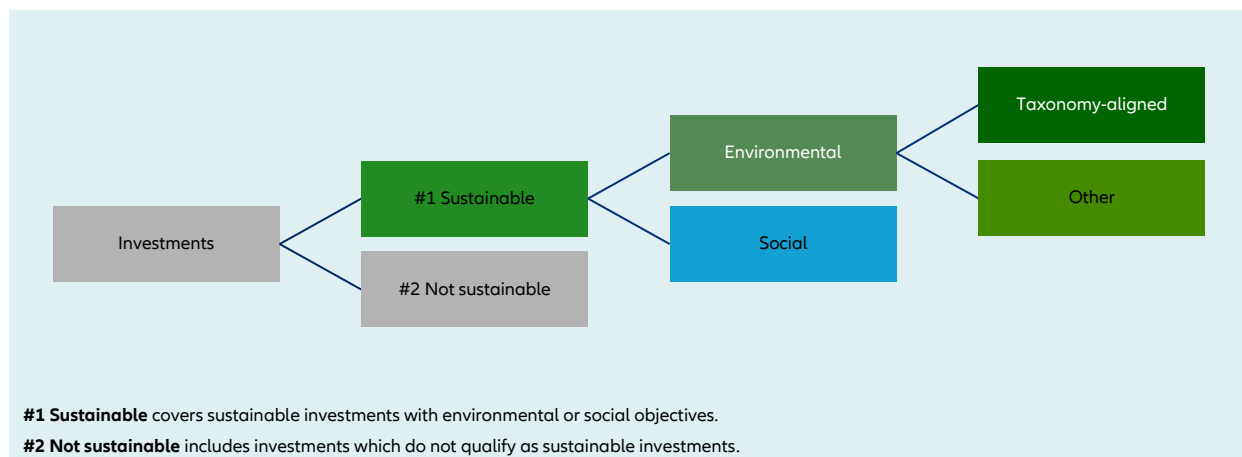 Investments
#1 Sustainable
#2 Not sustainable
Environmental
Social
Taxonomy-aligned
Other
#1 Sustainable covers sustainable investments with environmental or social objectives.
#2 Not sustainable includes investments which do not qualify as sustainable investments.